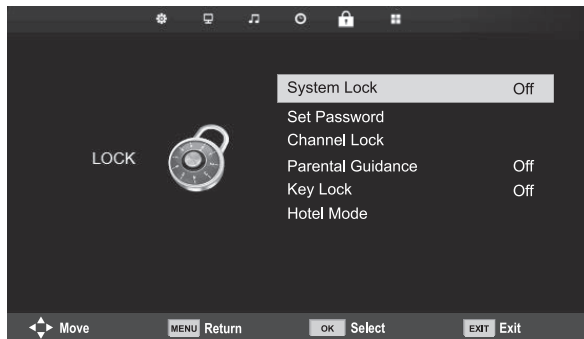 System Lock Off
Set Password
Channel Lock
LOCK
Parental Guidance Off
Key Lock Off
Hotel Mode
Move MENU Return OK Select EXIT Exit